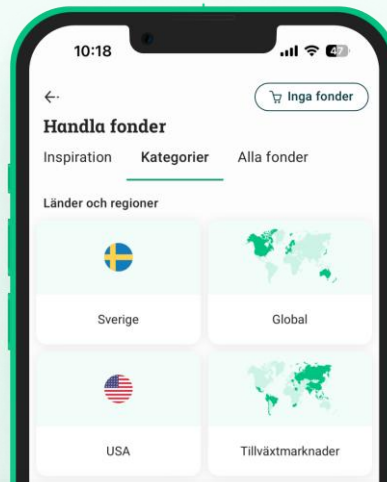 10:18
47
Inga fonder
Handla fonder
Inspiration Kategorier Alla fonder
Länder och regioner
Sverige Global
USA Tillväxtmarknader